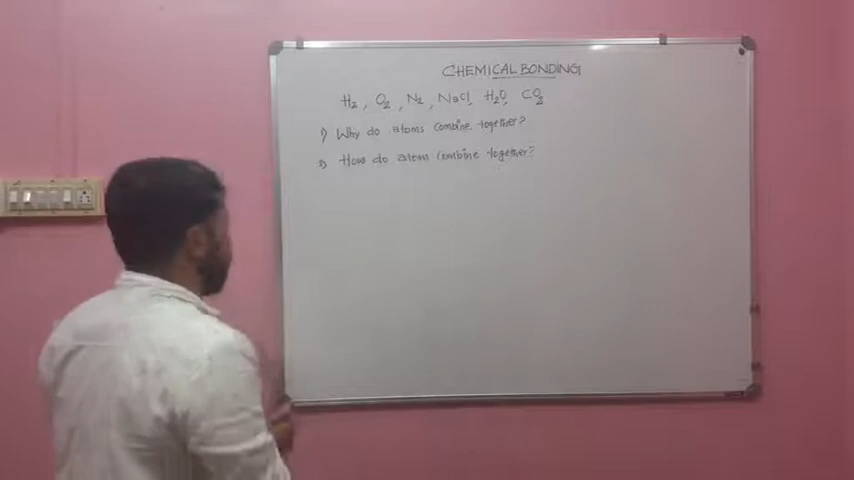 CHEMICAL BONDING
H₂, O₂, N₂, NaCl, H₂O, CO₂
1) Why do atoms combine together?
2) How do atom combine together?